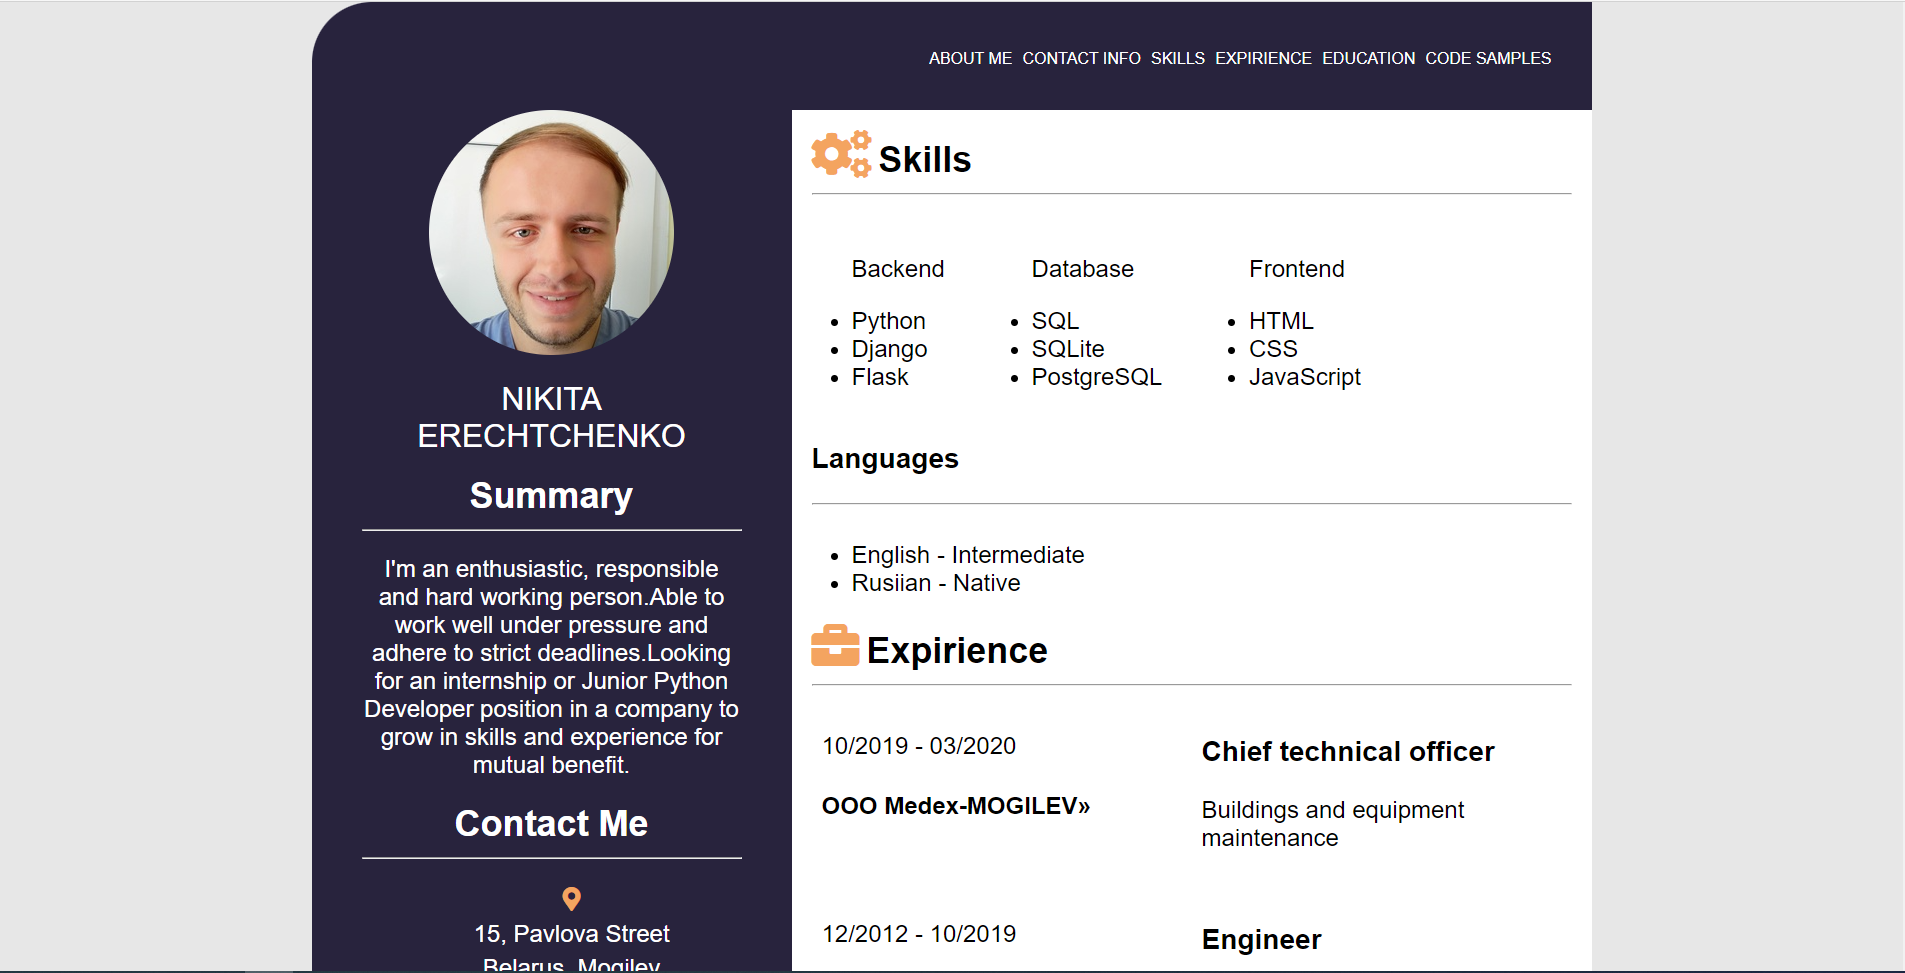 ABOUT ME CONTACT INFO SKILLS EXPIRIENCE EDUCATION CODE SAMPLES
NIKITA
ERECHTCHENKO
Summary
I'm an enthusiastic, responsible
and hard working person.Able to
work well under pressure and
adhere to strict deadlines.Looking
for an internship or Junior Python
Developer position in a company to
grow in skills and experience for
mutual benefit.
Contact Me
15, Pavlova Street
Belarus, Mogilev
Skills
Backend
Python
Django
Flask
Database
SQL
SQLite
PostgreSQL
Frontend
HTML
CSS
JavaScript
Languages
English - Intermediate
Rusiian - Native
Expirience
10/2019 - 03/2020
OOO Medex-MOGILEV»
Chief technical officer
Buildings and equipment
maintenance
12/2012 - 10/2019
Engineer